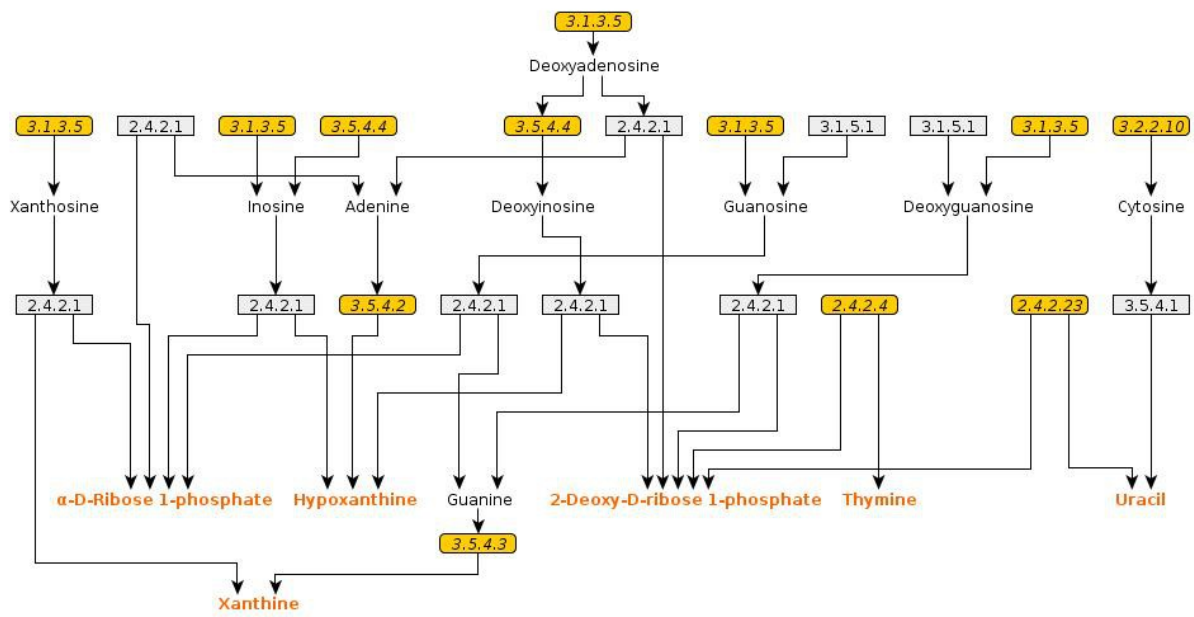 3.1.3.5
Deoxyadenosine
3.1.3.5 2.4.2.1 3.1.3.5 3.5.4.4 3.5.4.4 2.4.2.1 3.1.3.5 3.1.5.1 3.1.5.1 3.1.3.5 3.2.2.10
Xanthosine Inosine Adenine Deoxyinosine Guanosine Deoxyguanosine Cytosine
2.4.2.1 2.4.2.1 3.5.4.2 2.4.2.1 2.4.2.1 2.4.2.1 2.4.2.4 2.4.2.23 3.5.4.1
α-D-Ribose 1-phosphate Hypoxanthine Guanine 2-Deoxy-D-ribose 1-phosphate Thymine Uracil
3.5.4.3
Xanthine